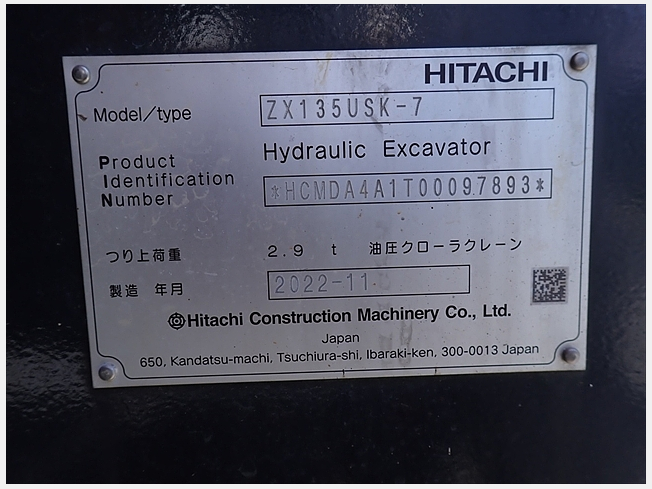 HITACHI
Model/type ZX135USK-7
Hydraulic Excavator
Product
Identification
Number *HCMDA4A1T00097893*
つり上荷重 2.9 t 油圧クローラクレーン
製造 年月 2022-11
Hitachi Construction Machinery Co., Ltd.
Japan
650, Kandatsu-machi, Tsuchiura-shi, Ibaraki-ken, 300-0013 Japan